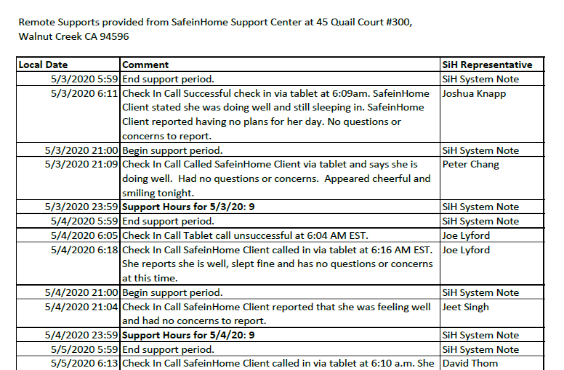 Remote Supports provided from SafeinHome Support Center at 45 Quail Court #300,
Walnut Creek CA 94596
Local Date Comment SiH Representative
5/3/2020 5:59 End support period. SiH System Note
5/3/2020 6:11 Check In Call Successful check in via tablet at 6:09am. SafeinHome Joshua Knapp
Client stated she was doing well and still sleeping in. SafeinHome
Client reported having no plans for her day. No questions or
concerns to report.
5/3/2020 21:00 Begin support period. SiH System Note
5/3/2020 21:09 Check In Call Called SafeinHome Client via tablet and says she is Peter Chang
doing well.  Had no questions or concerns.  Appeared cheerful and
smiling tonight.
5/3/2020 23:59 Support Hours for 5/3/20: 9 SiH System Note
5/4/2020 5:59 End support period. SiH System Note
5/4/2020 6:05 Check In Call Tablet call unsuccessful at 6:04 AM EST. Joe Lyford
5/4/2020 6:18 Check In Call SafeinHome Client called in via tablet at 6:16 AM EST. Joe Lyford
She reports she is well, slept fine and has no questions or concerns
at this time.
5/4/2020 21:00 Begin support period. SiH System Note
5/4/2020 21:04 Check In Call SafeinHome Client reported that she was feeling well Jeet Singh
and had no concerns to report.
5/4/2020 23:59 Support Hours for 5/4/20: 9 SiH System Note
5/5/2020 5:59 End support period. SiH System Note
5/5/2020 6:13 Check In Call SafeinHome Client called in via tablet at 6:10 a.m. She David Thom